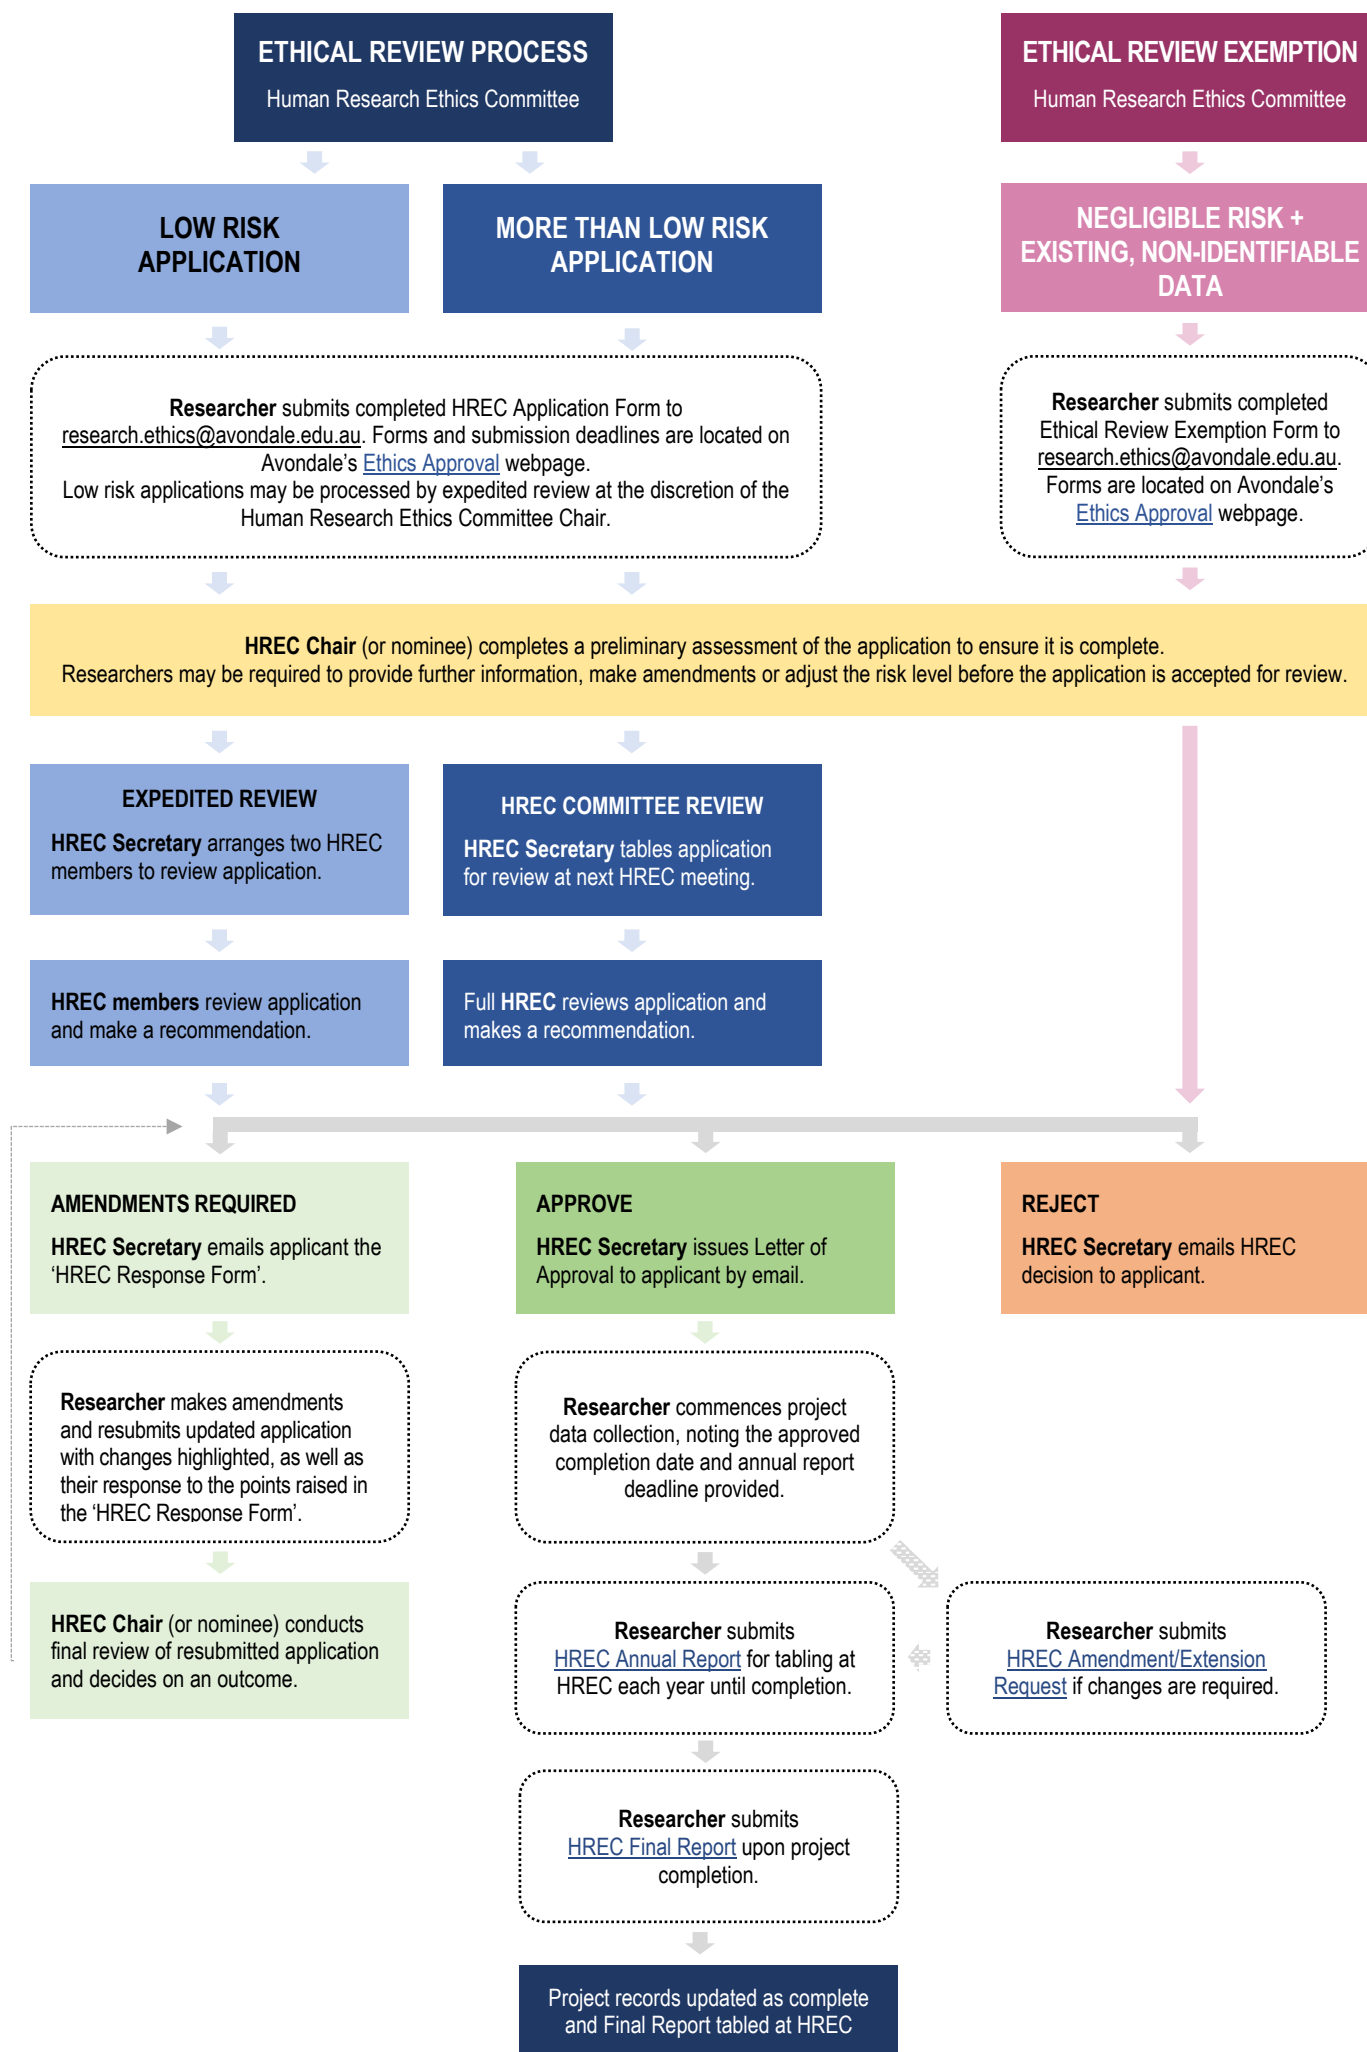 ETHICAL REVIEW PROCESS
Human Research Ethics Committee
ETHICAL REVIEW EXEMPTION
Human Research Ethics Committee
LOW RISK
APPLICATION
MORE THAN LOW RISK
APPLICATION
NEGLIGIBLE RISK +
EXISTING, NON-IDENTIFIABLE
DATA
Researcher submits completed HREC Application Form to
research.ethics@avondale.edu.au. Forms and submission deadlines are located on
Avondale’s Ethics Approval webpage.
Low risk applications may be processed by expedited review at the discretion of the
Human Research Ethics Committee Chair.
Researcher submits completed
Ethical Review Exemption Form to
research.ethics@avondale.edu.au.
Forms are located on Avondale’s
Ethics Approval webpage.
HREC Chair (or nominee) completes a preliminary assessment of the application to ensure it is complete.
Researchers may be required to provide further information, make amendments or adjust the risk level before the application is accepted for review.
EXPEDITED REVIEW
HREC Secretary arranges two HREC
members to review application.
HREC COMMITTEE REVIEW
HREC Secretary tables application
for review at next HREC meeting.
HREC members review application
and make a recommendation.
Full HREC reviews application and
makes a recommendation.
AMENDMENTS REQUIRED
HREC Secretary emails applicant the
‘HREC Response Form’.
APPROVE
HREC Secretary issues Letter of
Approval to applicant by email.
REJECT
HREC Secretary emails HREC
decision to applicant.
Researcher makes amendments
and resubmits updated application
with changes highlighted, as well as
their response to the points raised in
the ‘HREC Response Form’.
Researcher commences project
data collection, noting the approved
completion date and annual report
deadline provided.
HREC Chair (or nominee) conducts
final review of resubmitted application
and decides on an outcome.
Researcher submits
HREC Annual Report for tabling at
HREC each year until completion.
Researcher submits
HREC Amendment/Extension
Request if changes are required.
Researcher submits
HREC Final Report upon project
completion.
Project records updated as complete
and Final Report tabled at HREC